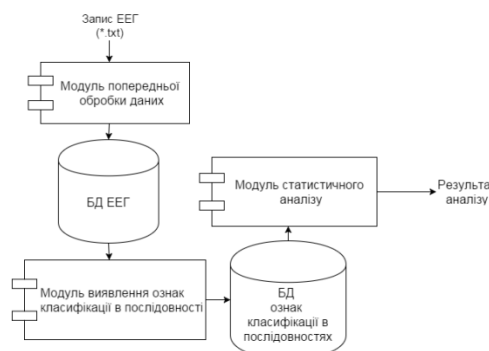 Запис ЕЕГ
(*.txt)
Модуль попередньої
обробки даних
БД ЕЕГ
Модуль статистичного
аналізу
Результа
аналізу
Модуль виявлення ознак
класифікації в послідовності
БД
ознак
класифікації в
послідовностях